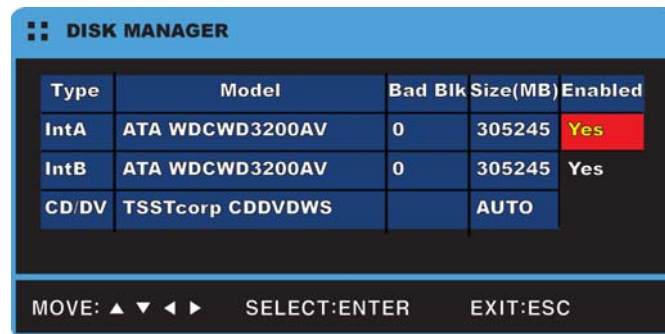 DISK MANAGER
Type Model Bad Blk Size(MB) Enabled
IntA ATA WDCWD3200AV 0 305245 Yes
IntB ATA WDCWD3200AV 0 305245 Yes
CD/DV TSSTcorp CDDVDWS AUTO
MOVE: ▲ ▼ ◀ ▶ SELECT:ENTER EXIT:ESC